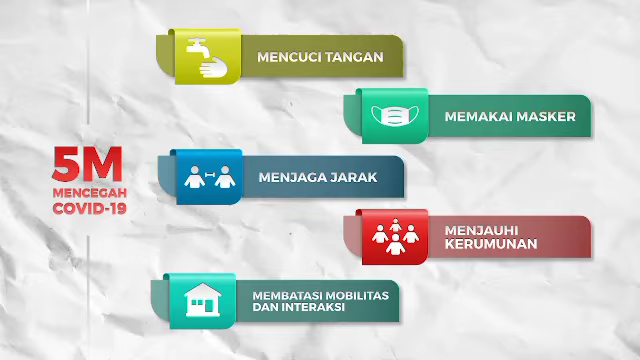 MENCUCI TANGAN
MEMAKAI MASKER
5M
MENCEGAH
COVID-19
MENJAGA JARAK
MENJAUHI
KERUMUNAN
MEMBATASI MOBILITAS
DAN INTERAKSI